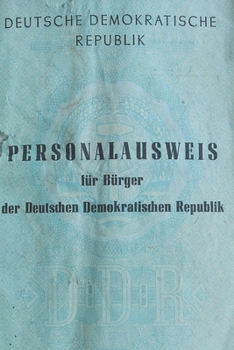 DEUTSCHE DEMOKRATISCHE
REPUBLIK
PERSONALAUSWEIS
für Bürger
der Deutschen Demokratischen Republik
DDR